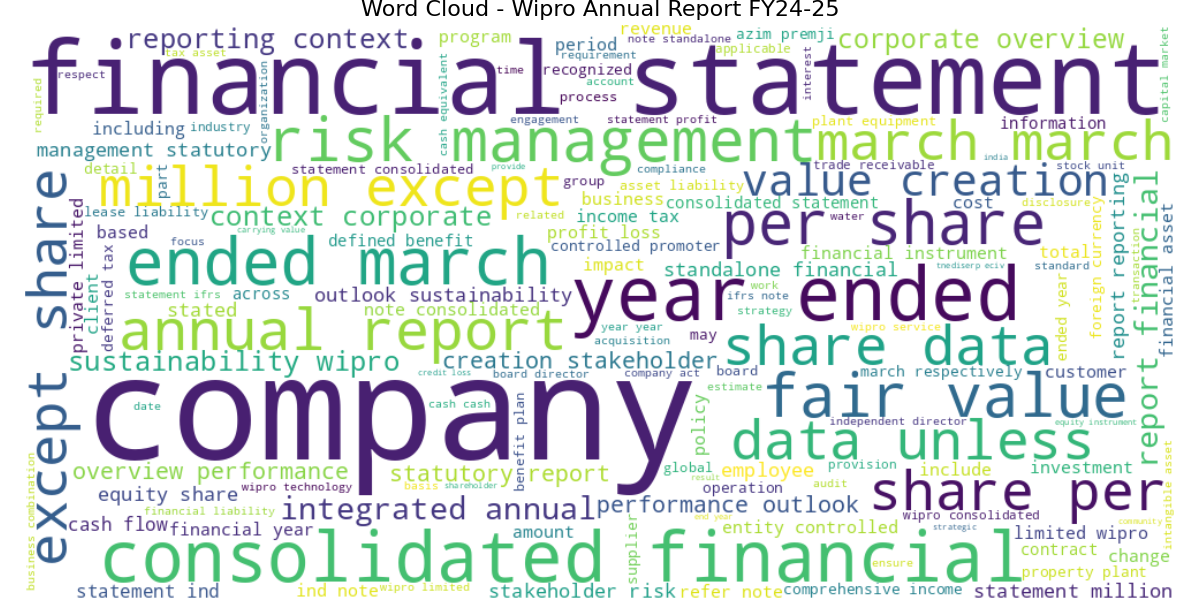 Word Cloud - Wipro Annual Report FY24-25
financial statement
reporting context
program
revenue
note standalone
azim premji
corporate overview
tax asset
period
requirement
applicable
respect
time
recognized
account
process
interest
capital market
required
organization
cash equivalent
including
industry
engagement
statement profit
plant equipment
information
management statutory
risk management
march march
india
detail
part
statement consolidated
provide
compliance
trade receivable
stock unit
million except
group
asset liability
value creation
business
consolidated statement
cost
disclosure
lease liability
context corporate
related
income tax
per share
water
based
carrying value
profit loss
focus
defined benefit
controlled promoter
financial instrument
total
except share
private limited
client
deferred tax
ended march
impact
standalone financial
tnediserp eciv
standard
foreign currency
report reporting
transaction
report financial
financial asset
statement ifrs
across
outlook sustainability
year ended
work
ifrs note
strategy
stated
note consolidated
annual report
year year
acquisition
may
wipro service
share data
ended year
sustainability wipro
creation stakeholder
credit loss
board director
company act
board
march respectively
customer
estimate
company
fair value
date
cash cash
benefit plan
policy
independent director
equity instrument
data unless
overview performance
statutory report
global
result
employee
provision
include
investment
basis
shareholder
wipro technology
operation
audit
share per
equity share
integrated annual
performance outlook
wipro consolidated
community
intangible asset
business combination
financial liability
end year
cash flow
financial year
amount
supplier
entity controlled
strategic
limited wipro
consolidated financial
ensure
contract
change
property plant
statement ind
ind note
wipro limited
stakeholder risk
refer note
comprehensive income
statement million